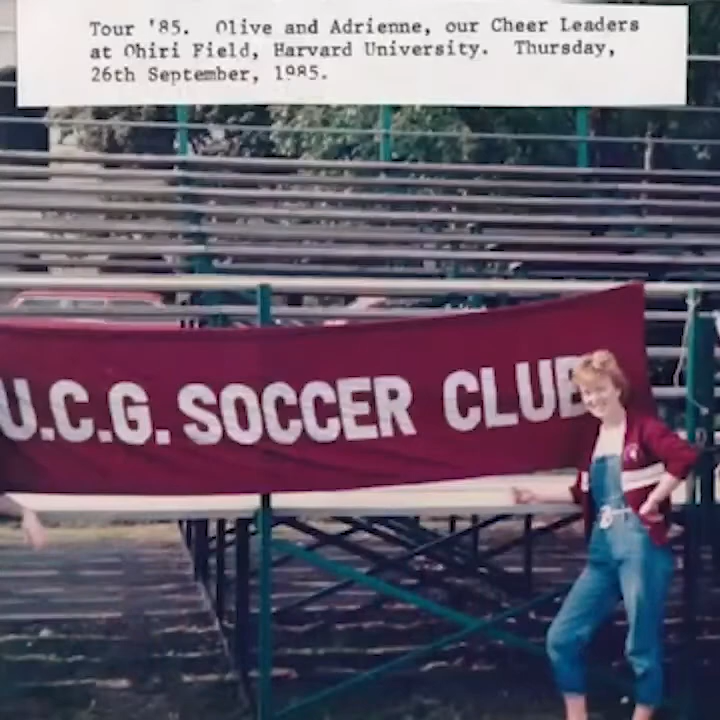 Tour '85. Olive and Adrienne, our Cheer Leaders
at Ohiri Field, Harvard University. Thursday,
26th September, 1985.
U.C.G. SOCCER CLUB